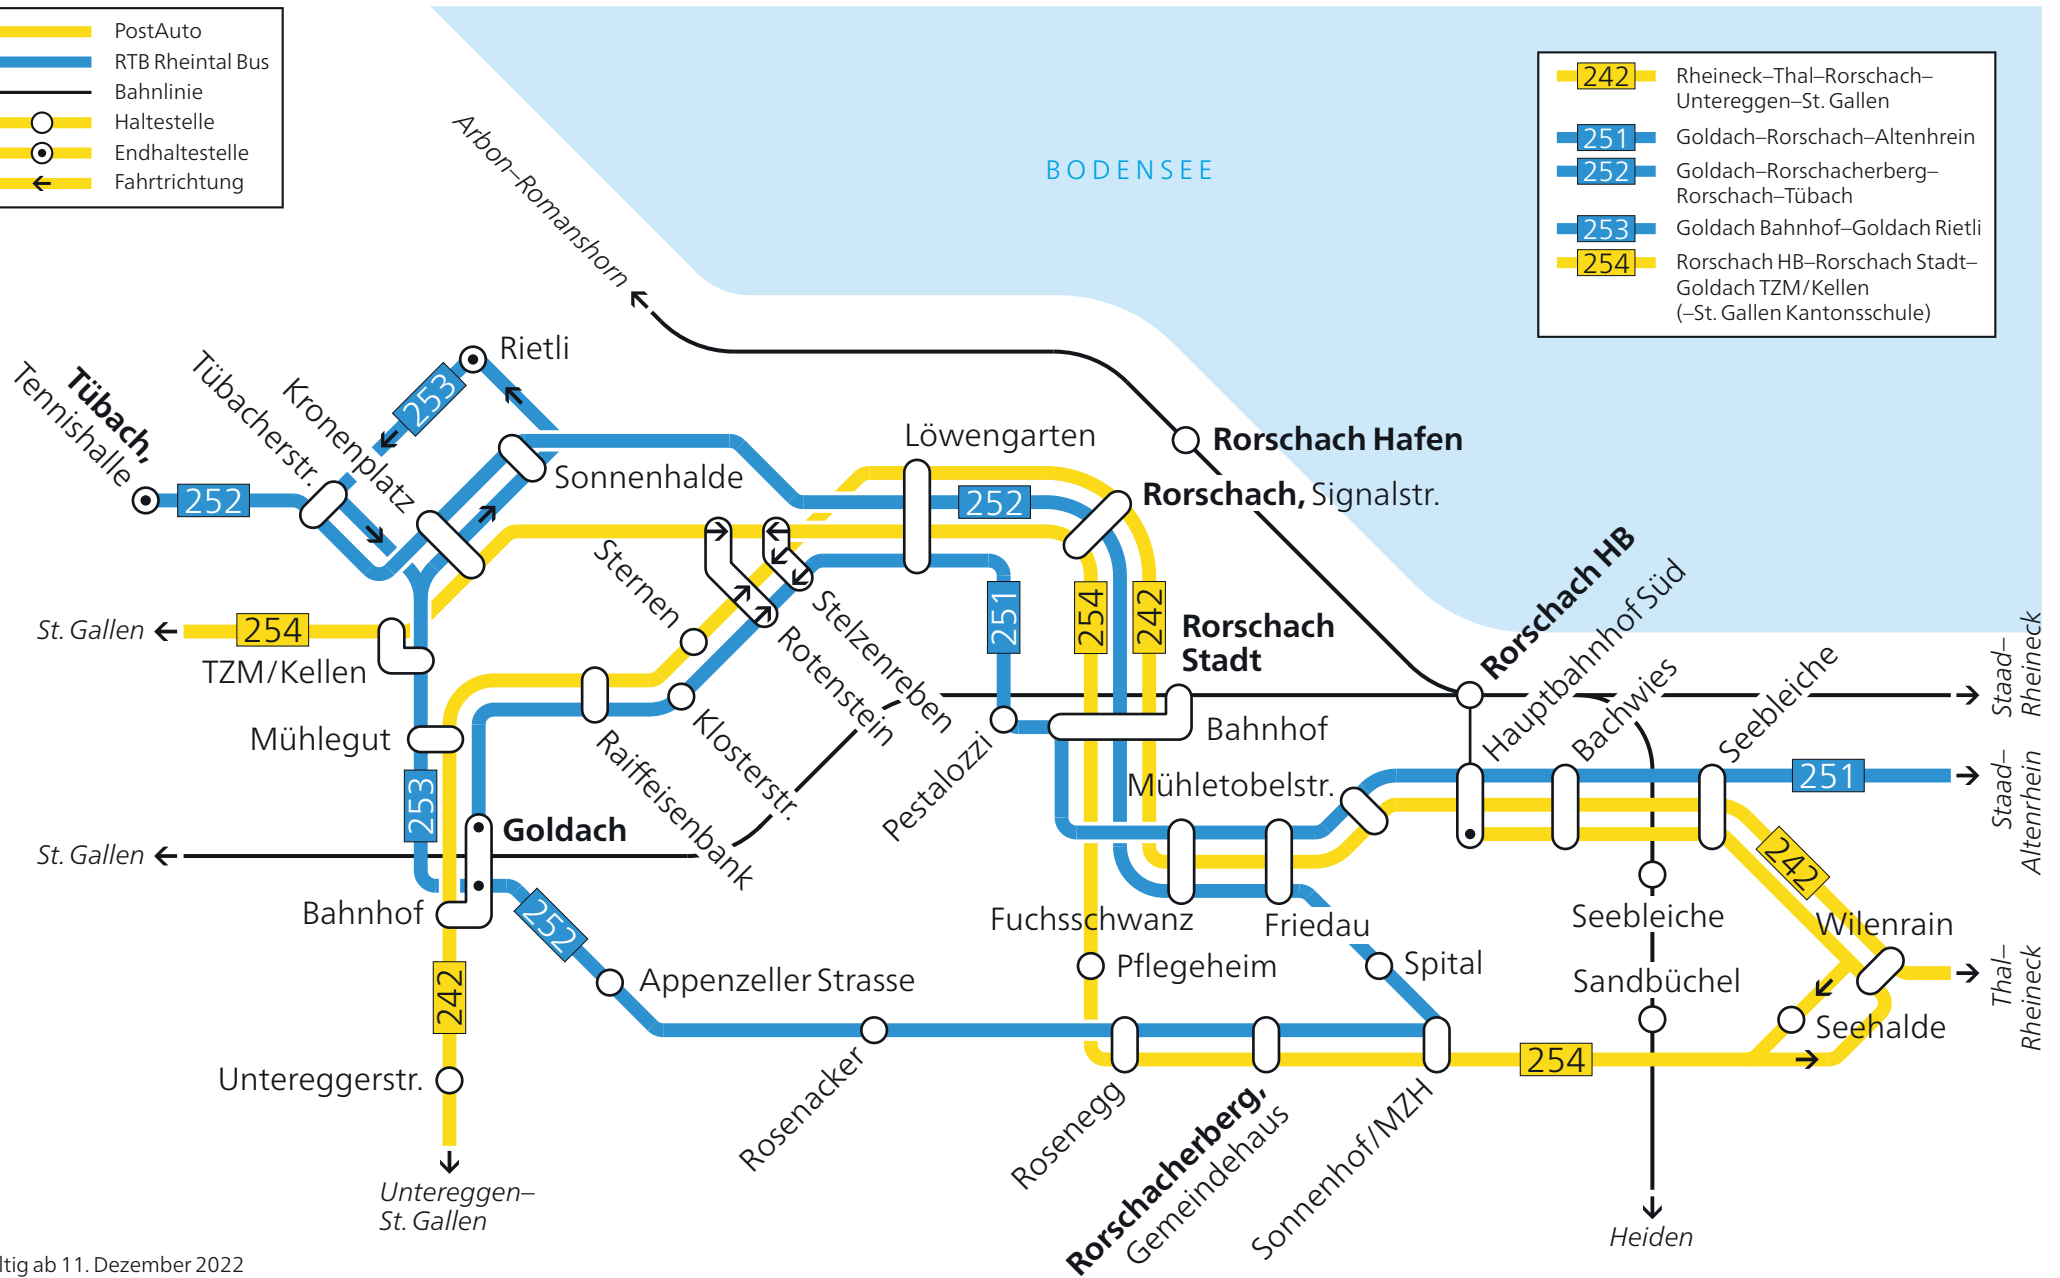 PostAuto
RTB Rheintal Bus
Bahnlinie
Haltestelle
Endhaltestelle
Fahrtrichtung
242
Rheineck–Thal–Rorschach–
Untereggen–St. Gallen
251
Goldach–Rorschach–Altenhrein
252
Goldach–Rorschacherberg–
Rorschach–Tübach
253
Goldach Bahnhof–Goldach Rietli
254
Rorschach HB–Rorschach Stadt–
Goldach TZM/Kellen
(–St. Gallen Kantonsschule)
BODENSEE
Arbon–Romanshorn
Rietli
253
Tübach,
Tennishalle
252
Tübacherstr.
Kronenplatz
Sonnenhalde
Löwengarten
252
Rorschach Hafen
Rorschach, Signalstr.
Sternen
Stelzenreben
Rotenstein
St. Gallen
254
TZM/Kellen
251
254
242
Rorschach
Stadt
Bahnhof
Rorschach HB
Hauptbahnhof Süd
Bachwies
Seebleiche
Staad–
Rheineck
Mühlegut
253
Raiffeisenbank
Klosterstr.
Pestalozzi
Mühletobelstr.
251
Staad–
Altenrhein
St. Gallen
Goldach
Bahnhof
252
Fuchsschwanz
Friedau
242
Seebleiche
Wilenrain
Appenzeller Strasse
Pflegeheim
Spital
Sandbüchel
Thal–
Rheineck
242
Seehalde
Untereggerstr.
Rosenacker
Rosenegg
Rorschacherberg,
Gemeindehaus
Sonnenhof/MZH
254
Untereggen–
St. Gallen
Heiden
ltig ab 11. Dezember 2022